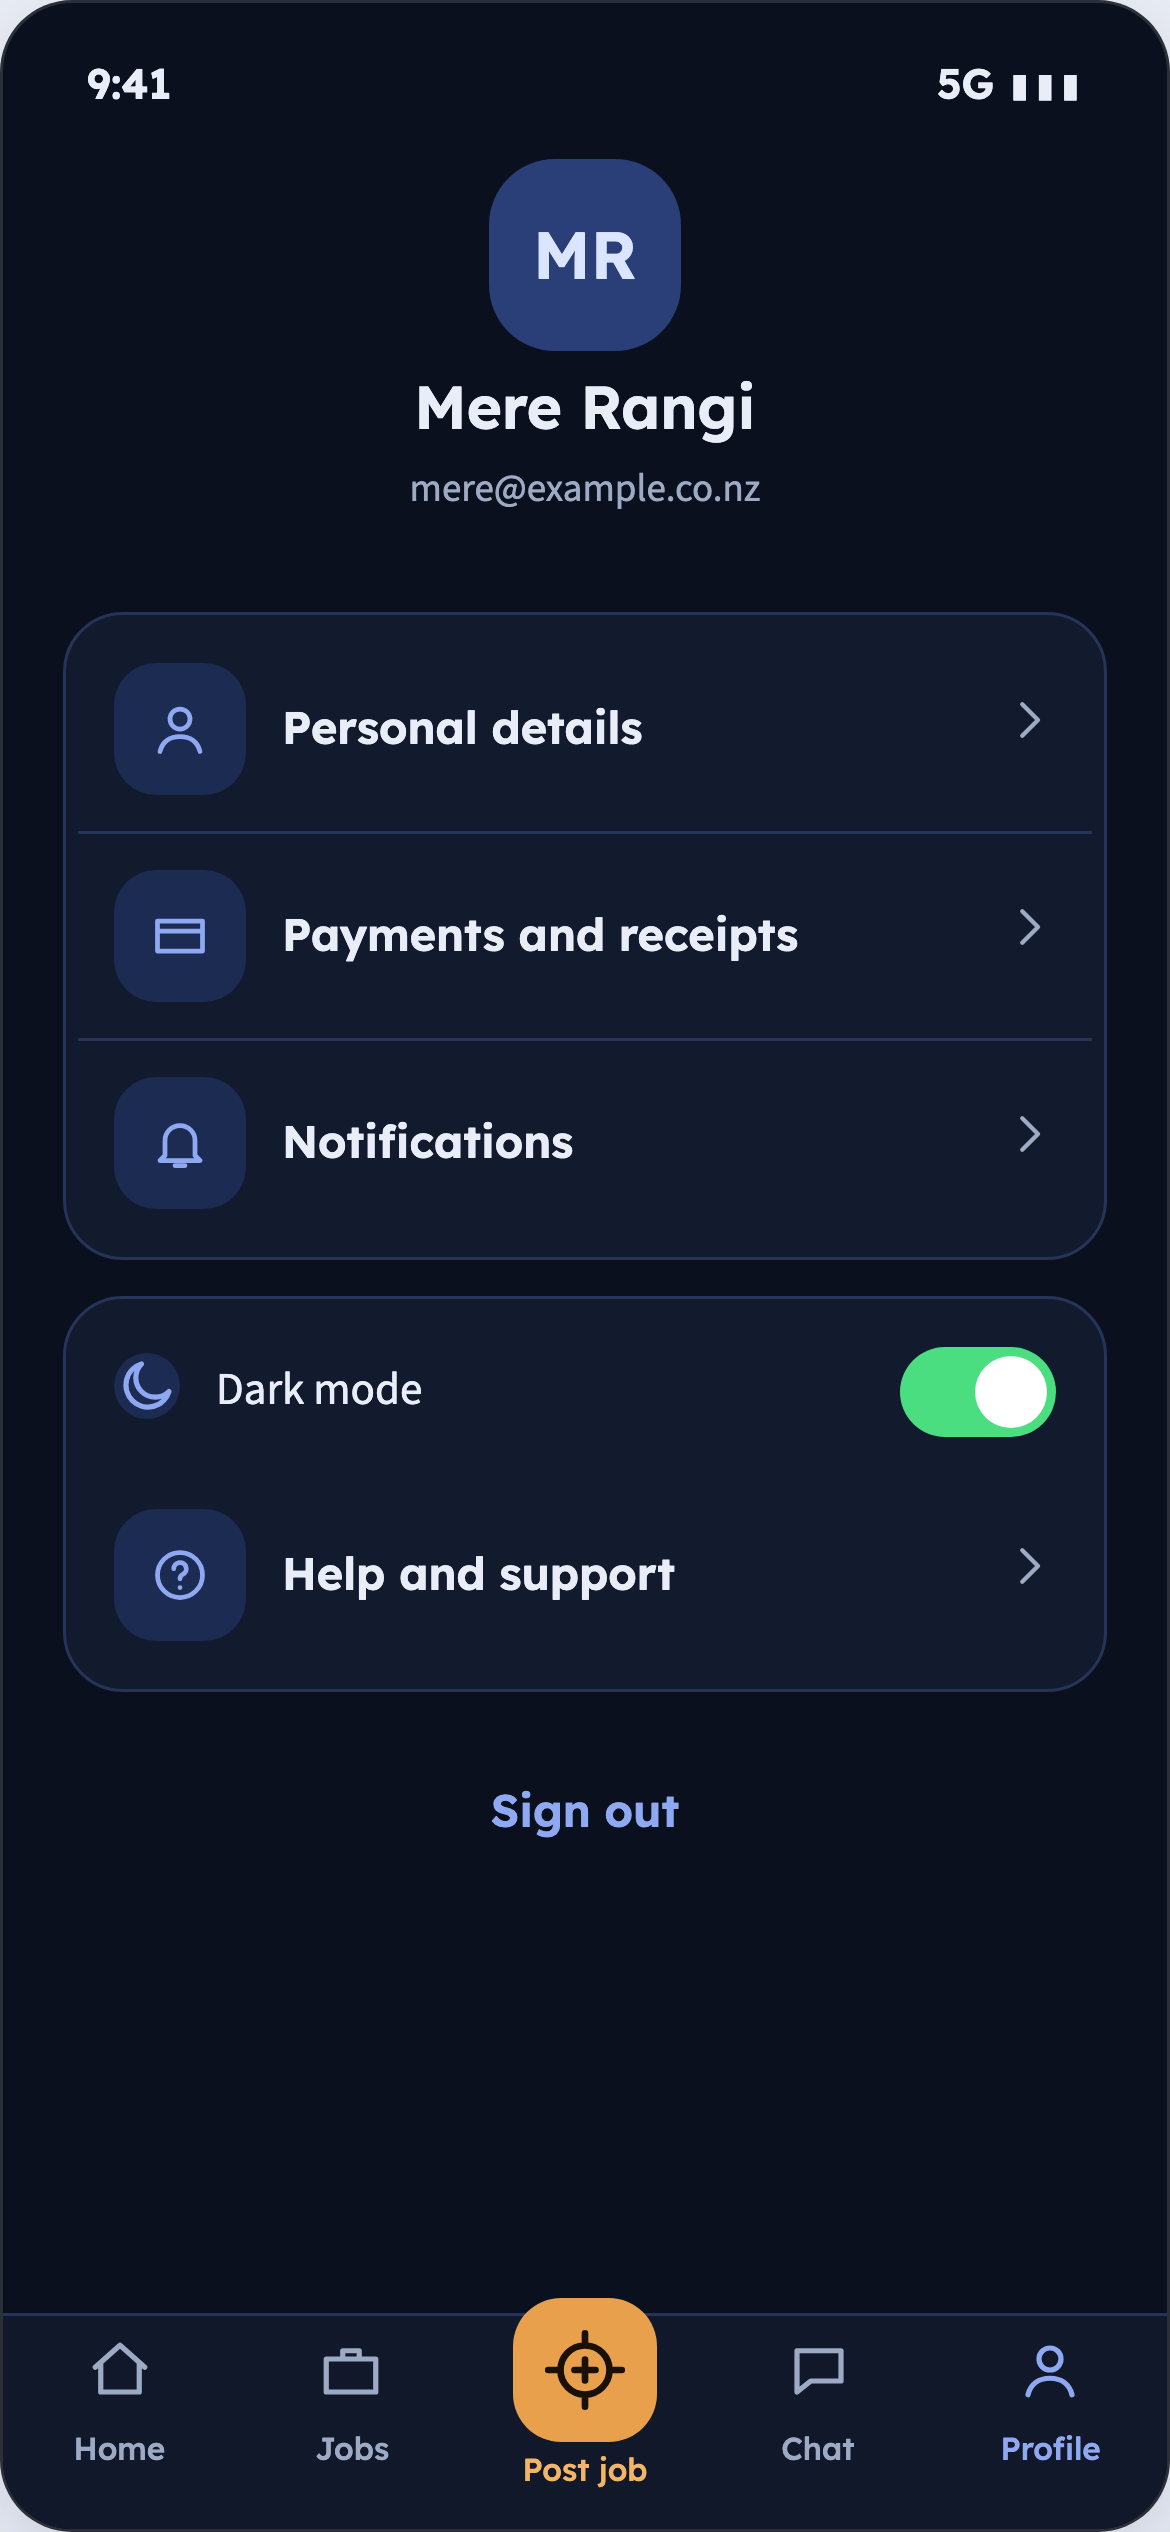 9:41
5G
MR
Mere Rangi
mere@example.co.nz
Personal details
Payments and receipts
Notifications
Dark mode
Help and support
Sign out
Home
Jobs
Post job
Chat
Profile